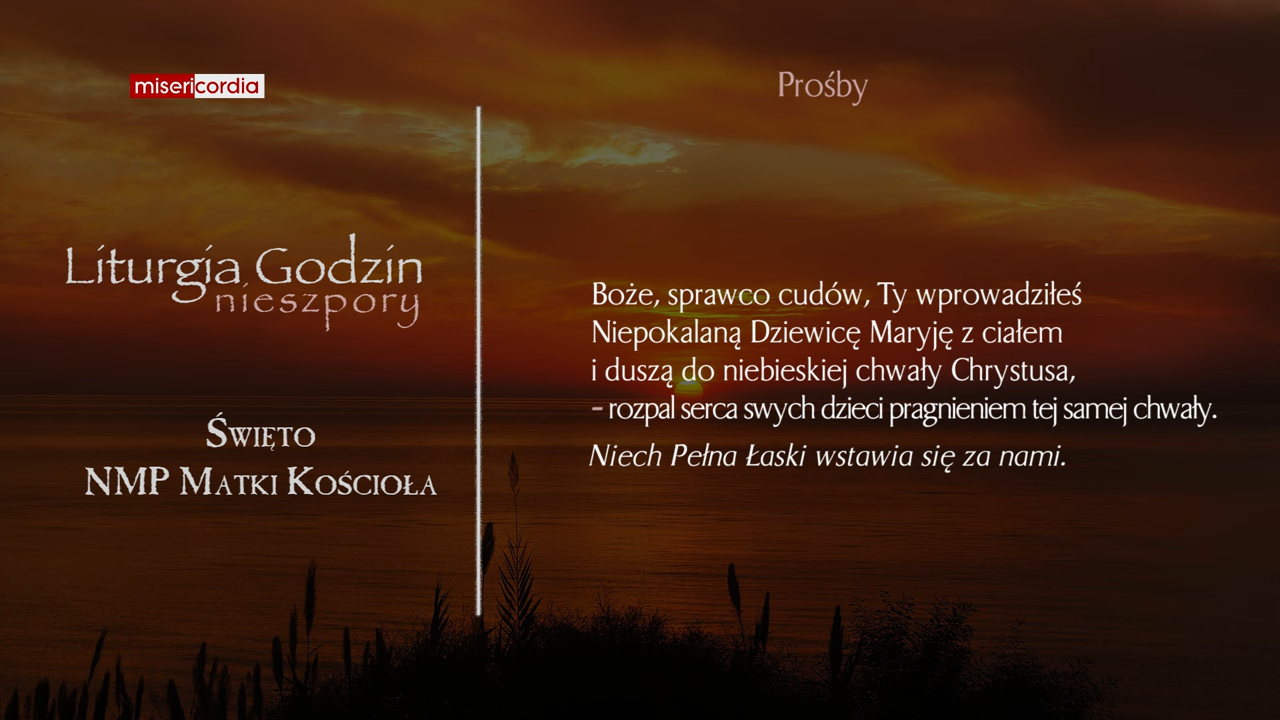 misericordia
Liturgia Godzin
nieszpory
Święto
NMP Matki Kościoła
Prośby
Boże, sprawco cudów, Ty wprowadziłeś
Niepokalaną Dziewicę Maryję z ciałem
i duszą do niebieskiej chwały Chrystusa,
- rozpal serca swych dzieci pragnieniem tej samej chwały.
Niech Pełna Łaski wstawia się za nami.